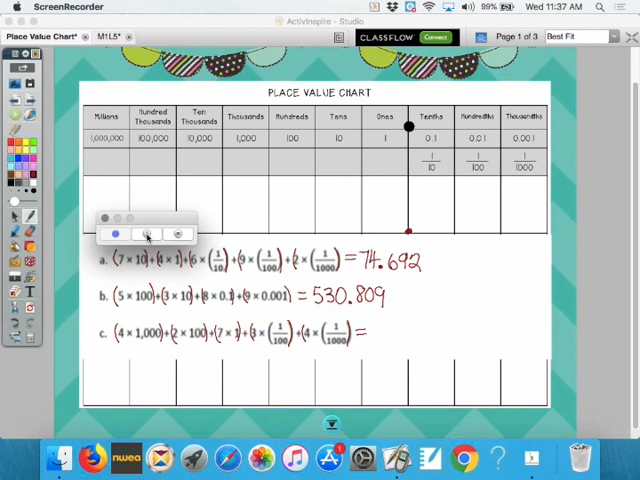 ScreenRecorder
99%
Wed 11:37 AM
ActivInspire - Studio
Place Value Chart*
M1L5*
CLASSFLOW
Connect
Page 1 of 3
Best Fit
PLACE VALUE CHART
Millions Hundred Thousands Ten Thousands Thousands Hundreds Tens Ones Tenths Hundredths Thousandths
1,000,000 100,000 10,000 1,000 100 10 1 0.1 0.01 0.001
1/10 1/100 1/1000
a. (7 × 10)+(4 × 1)+(6 × (1/10))+(9 × (1/100))+(2 × (1/1000)) = 74.692
b. (5 × 100)+(3 × 10)+(8 × 0.1)+(9 × 0.001) = 530.809
c. (4 × 1,000)+(2 × 100)+(7 × 1)+(3 × (1/100))+(4 × (1/1000)) =
nwea
1